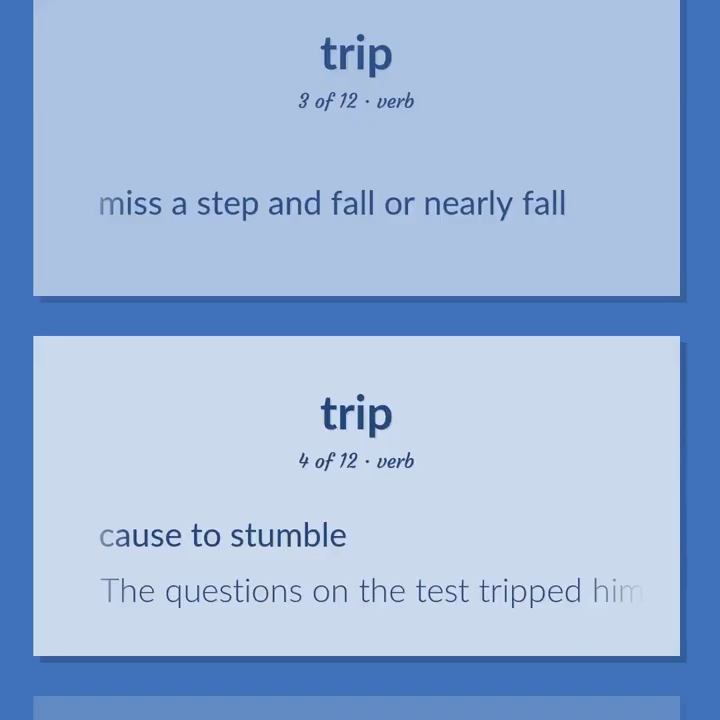 trip
3 of 12 · verb
miss a step and fall or nearly fall
trip
4 of 12 · verb
cause to stumble
The questions on the test tripped him